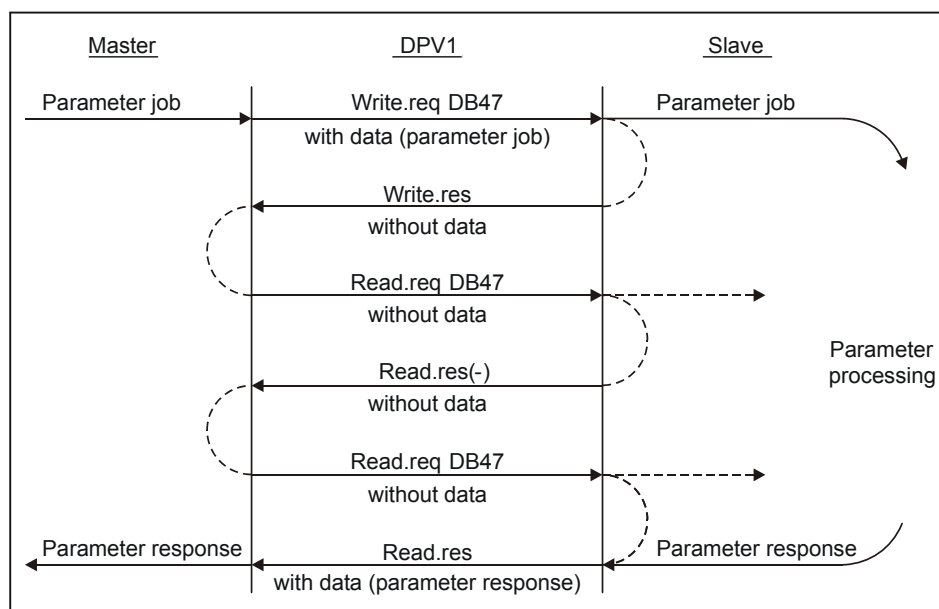 Master DPV1 Slave
Parameter job Write.req DB47 Parameter job
with data (parameter job)
Write.res
without data
Read.req DB47
without data
Parameter
processing
Read.res(-)
without data
Read.req DB47
without data
Parameter response Read.res Parameter response
with data (parameter response)